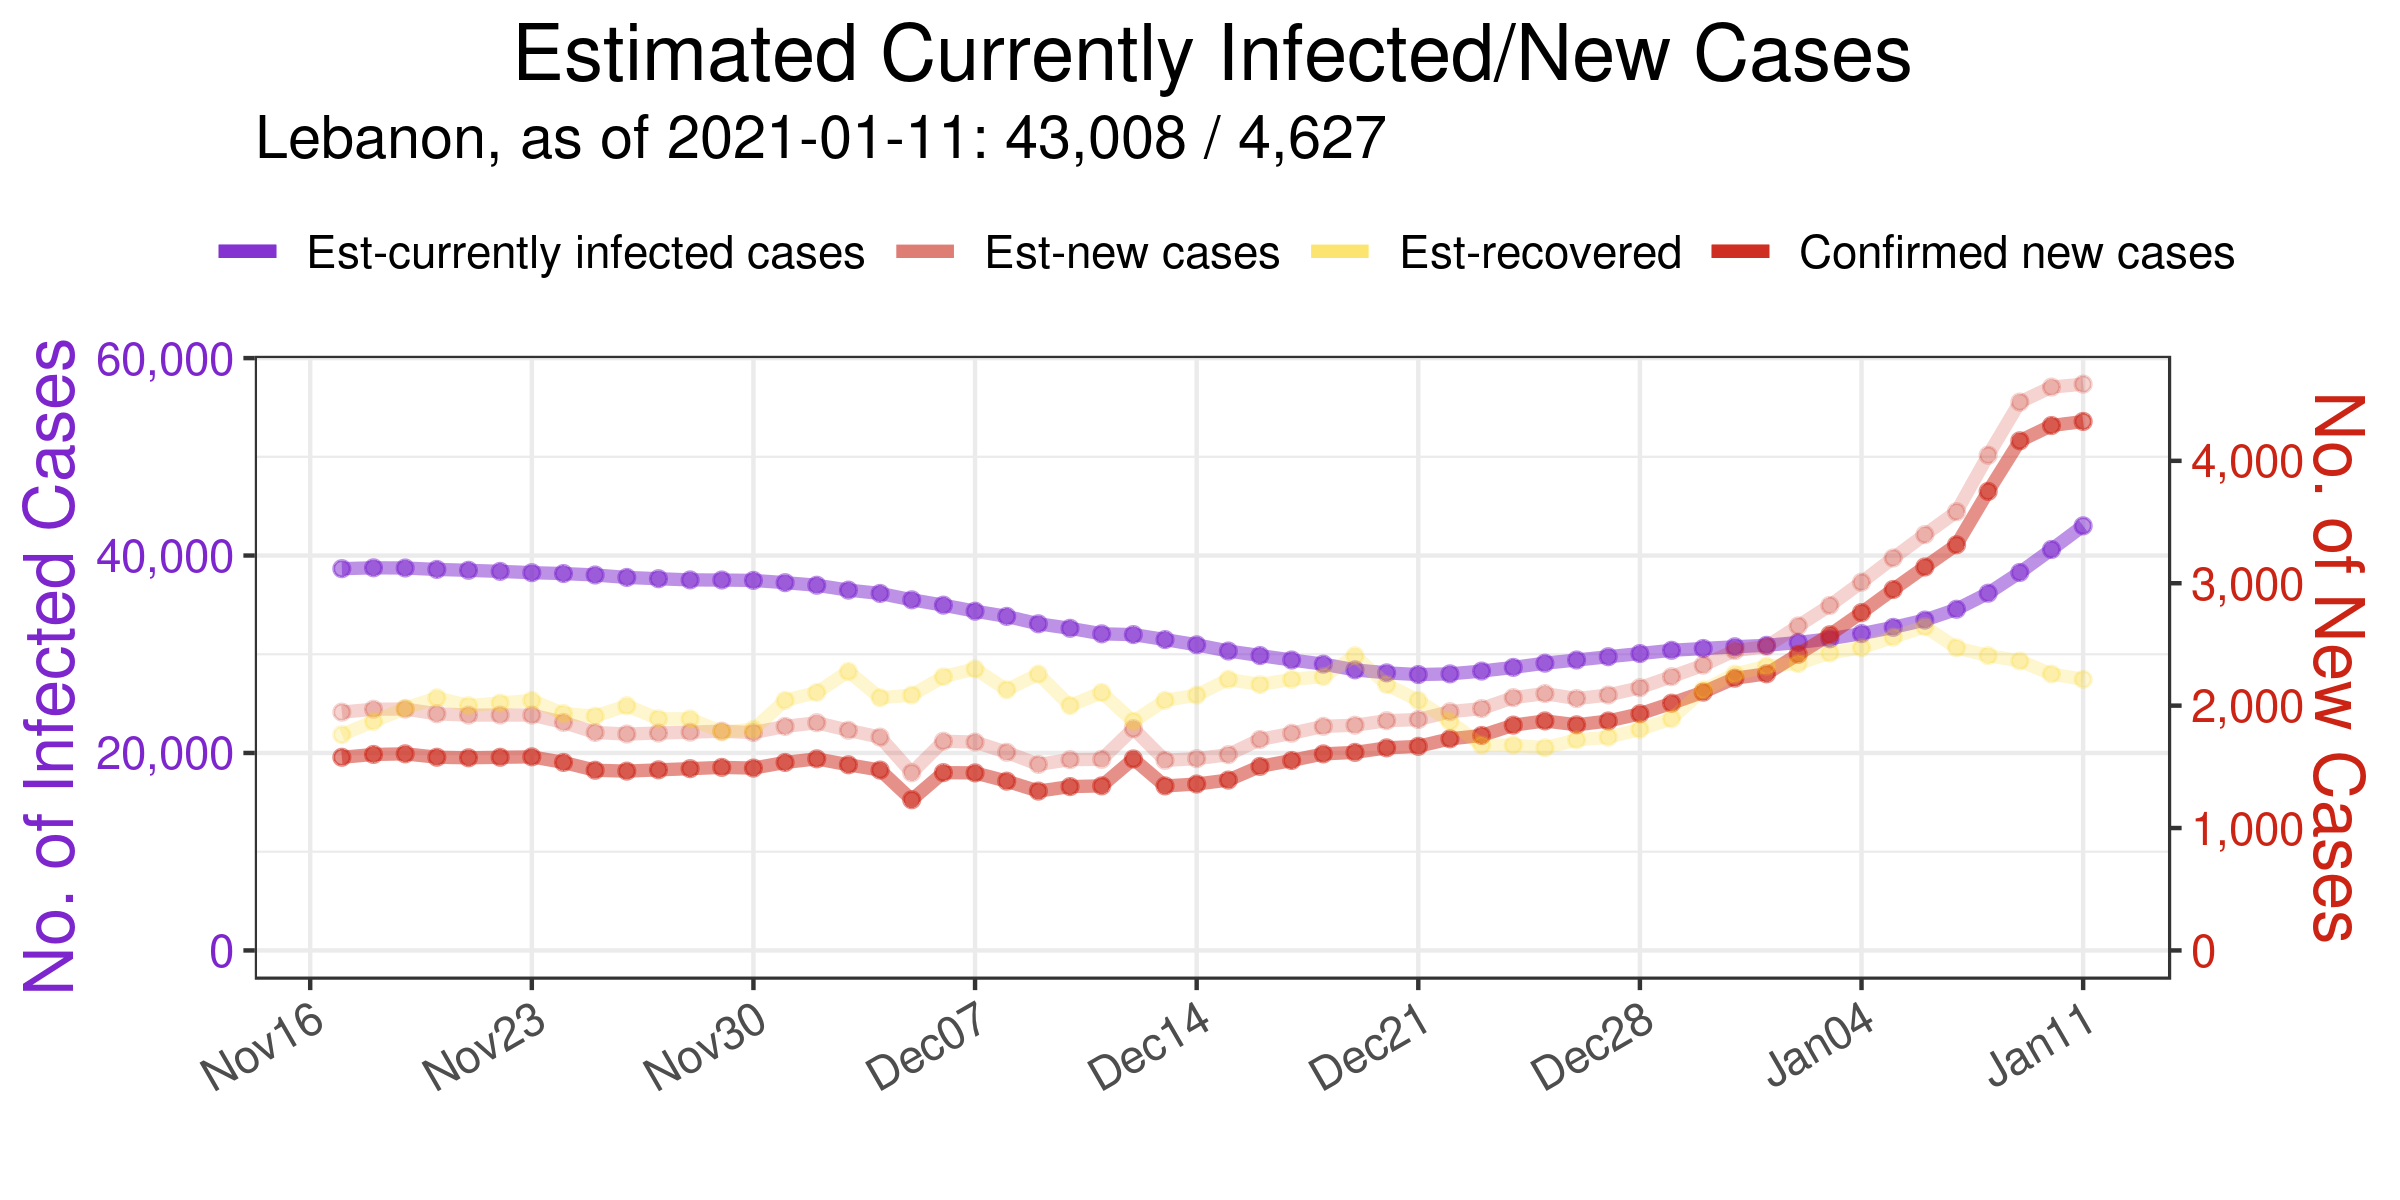 Estimated Currently Infected/New Cases
Lebanon, as of 2021-01-11: 43,008 / 4,627
Est-currently infected cases Est-new cases Est-recovered Confirmed new cases
No. of Infected Cases
60,000
40,000
20,000
0
4,000
3,000
2,000
1,000
0
No. of New Cases
Nov16 Nov23 Nov30 Dec07 Dec14 Dec21 Dec28 Jan04 Jan11